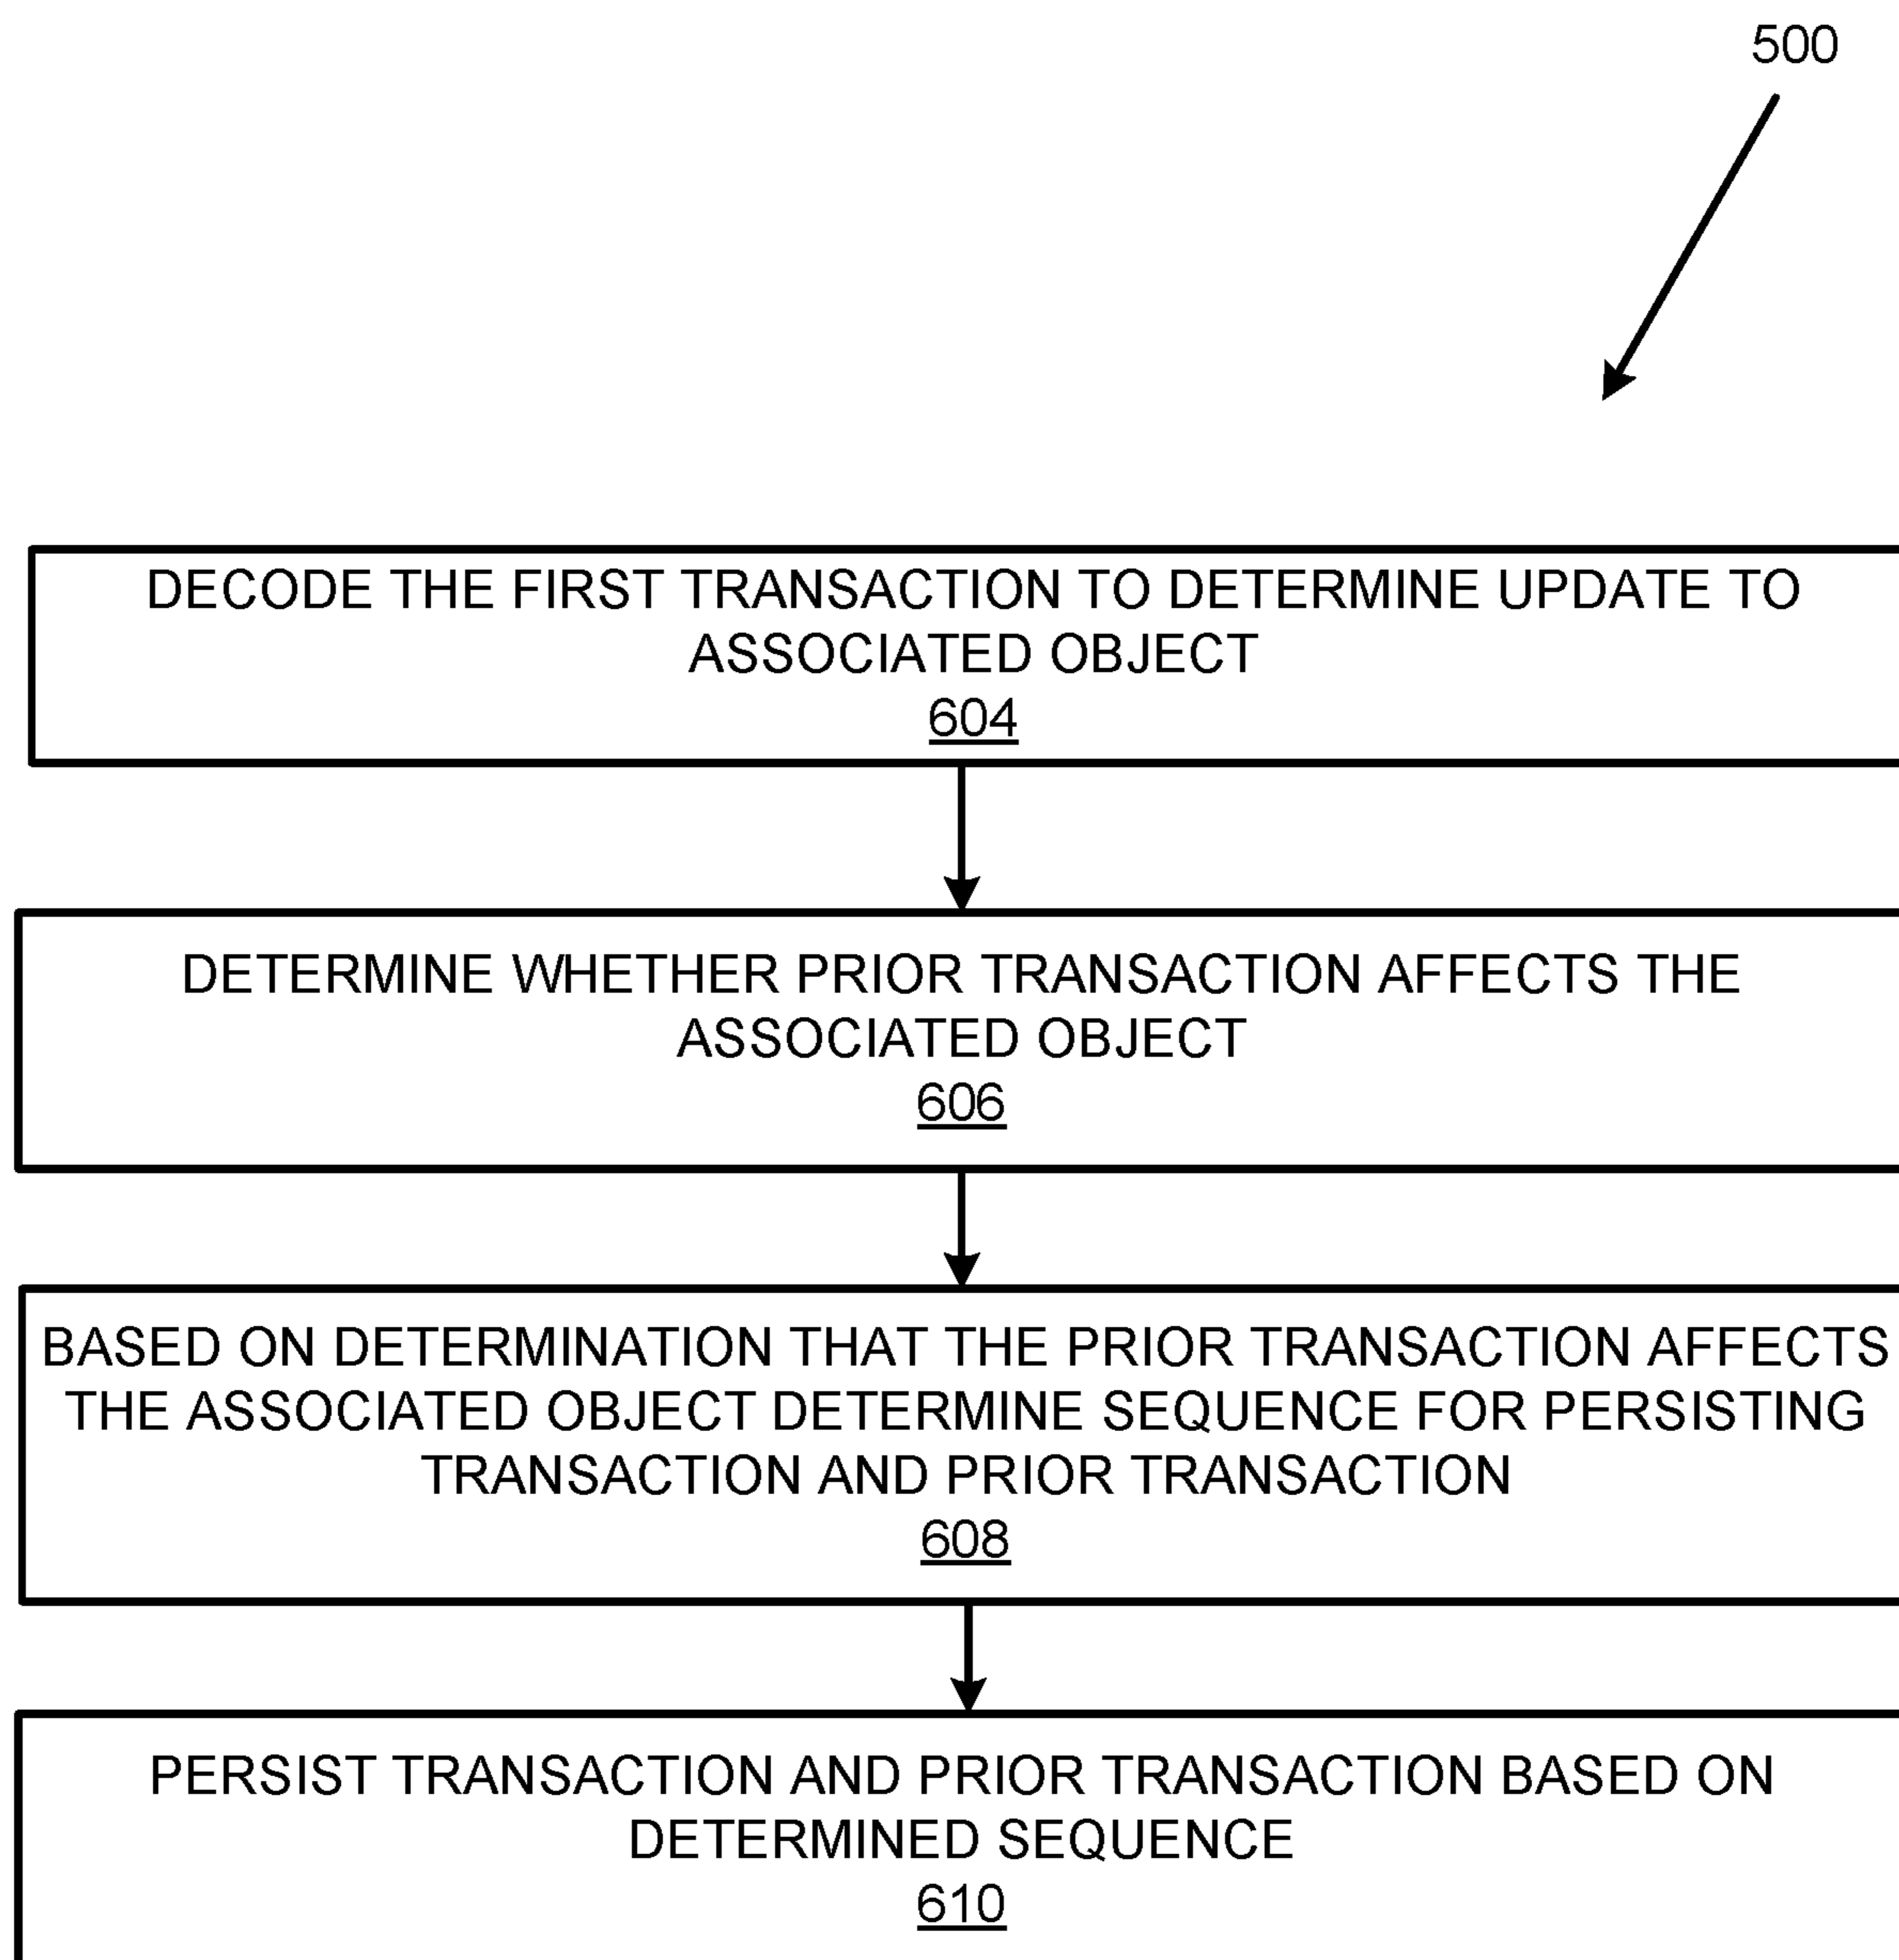 500
DECODE THE FIRST TRANSACTION TO DETERMINE UPDATE TO
ASSOCIATED OBJECT
604
DETERMINE WHETHER PRIOR TRANSACTION AFFECTS THE
ASSOCIATED OBJECT
606
BASED ON DETERMINATION THAT THE PRIOR TRANSACTION AFFECTS
THE ASSOCIATED OBJECT DETERMINE SEQUENCE FOR PERSISTING
TRANSACTION AND PRIOR TRANSACTION
608
PERSIST TRANSACTION AND PRIOR TRANSACTION BASED ON
DETERMINED SEQUENCE
610